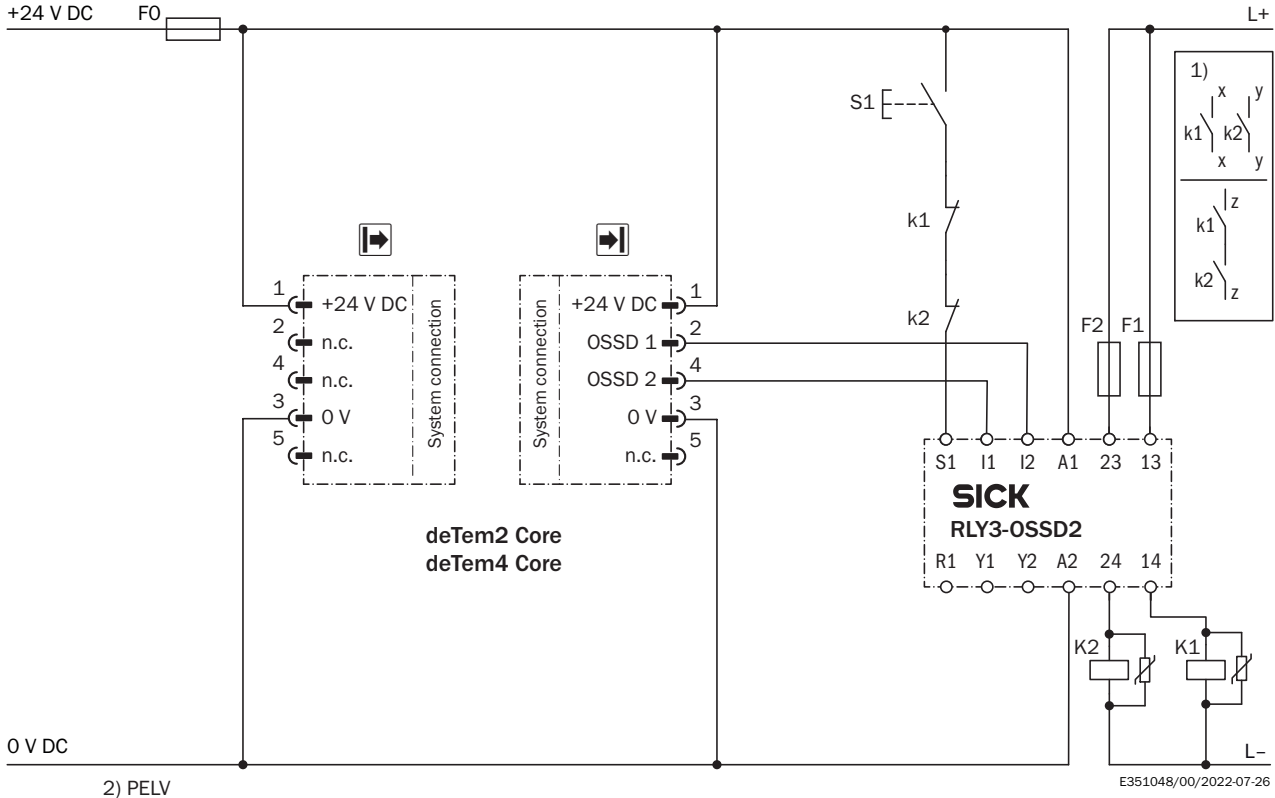 +24 V DC
F0
L+
1)
x
y
k1
k2
x
y
z
k1
k2
z
S1
k1
k2
F2
F1
1
+24 V DC
2
n.c.
4
n.c.
3
0 V
5
n.c.
System connection
System connection
+24 V DC
1
OSSD 1
2
OSSD 2
4
0 V
3
n.c.
5
deTem2 Core
deTem4 Core
S1 I1 I2 A1 23 13
SICK
RLY3-OSSD2
R1 Y1 Y2 A2 24 14
K2
K1
0 V DC
L–
2) PELV
E351048/00/2022-07-26